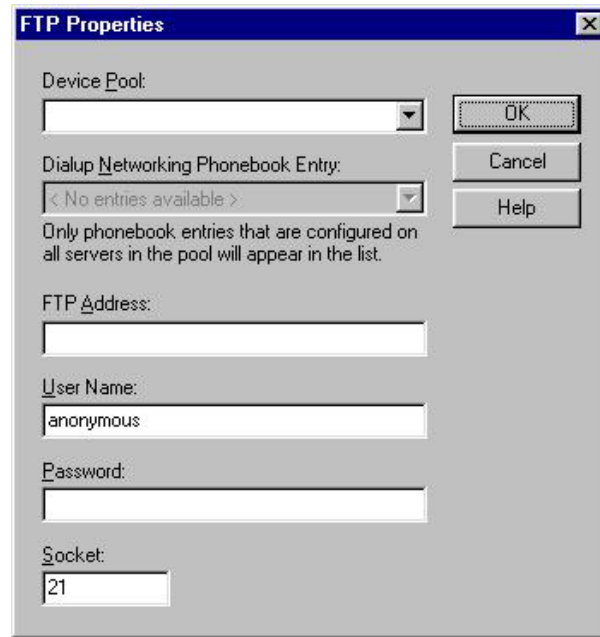 FTP Properties
Device Pool:
OK
Dialup Networking Phonebook Entry:
Cancel
< No entries available >
Help
Only phonebook entries that are configured on
all servers in the pool will appear in the list.
FTP Address:
User Name:
anonymous
Password:
Socket:
21